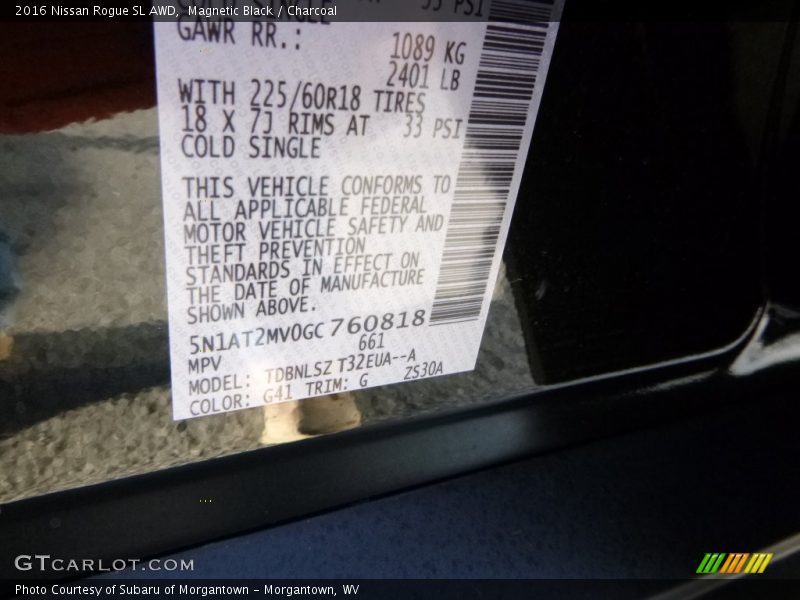 2016 Nissan Rogue SL AWD, Magnetic Black / Charcoal
33 PSI
GAWR RR.:
1089 KG
2401 LB
WITH 225/60R18 TIRES
18 X 7J RIMS AT 33 PSI
COLD SINGLE
THIS VEHICLE CONFORMS TO
ALL APPLICABLE FEDERAL
MOTOR VEHICLE SAFETY AND
THEFT PREVENTION
STANDARDS IN EFFECT ON
THE DATE OF MANUFACTURE
SHOWN ABOVE.
5N1AT2MV0GC760818
MPV 661
MODEL: TDBNLSZ T32EUA--A
COLOR: G41 TRIM: G ZS30A
GTCARLOT.COM
Photo Courtesy of Subaru of Morgantown - Morgantown, WV